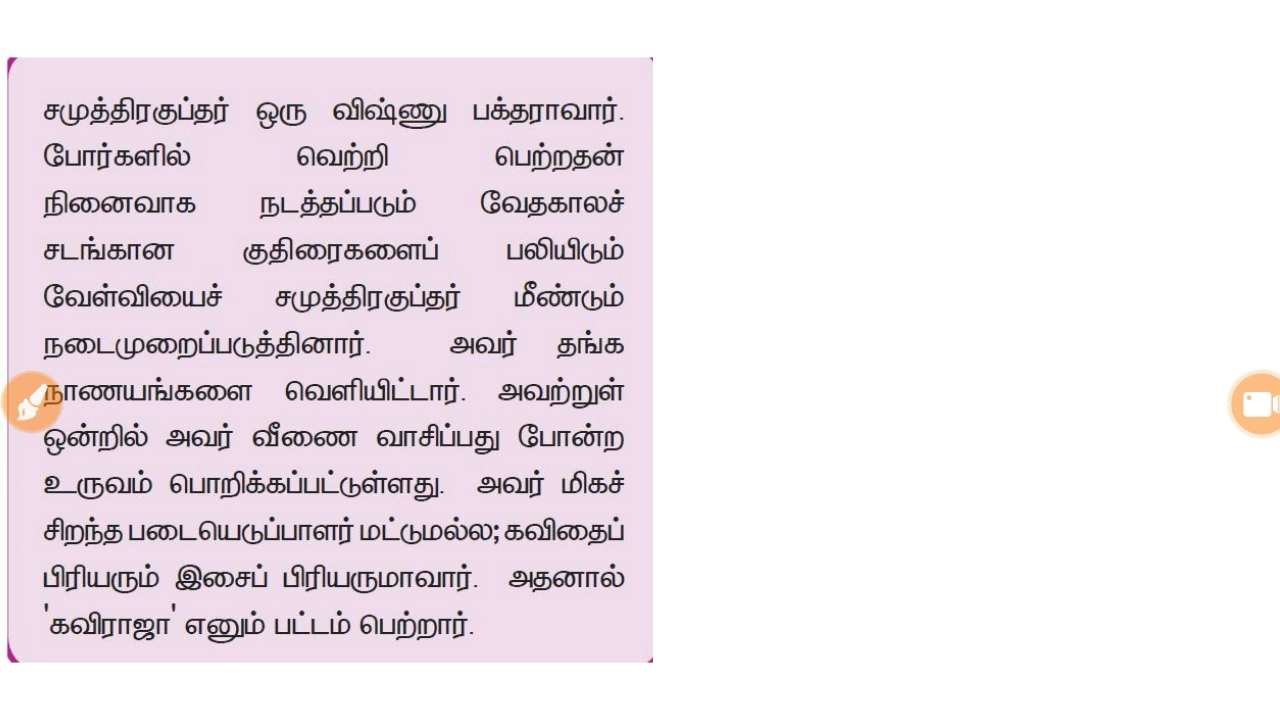 சமுத்திரகுப்தர் ஒரு விஷ்ணு பக்தராவார்.
போர்களில் வெற்றி பெற்றதன்
நினைவாக நடத்தப்படும் வேதகாலச்
சடங்கான குதிரைகளைப் பலியிடும்
வேள்வியைச் சமுத்திரகுப்தர் மீண்டும்
நடைமுறைப்படுத்தினார். அவர் தங்க
நாணயங்களை வெளியிட்டார். அவற்றுள்
ஒன்றில் அவர் வீணை வாசிப்பது போன்ற
உருவம் பொறிக்கப்பட்டுள்ளது. அவர் மிகச்
சிறந்த படையெடுப்பாளர் மட்டுமல்ல; கவிதைப்
பிரியரும் இசைப் பிரியருமாவார். அதனால்
'கவிராஜா' எனும் பட்டம் பெற்றார்.